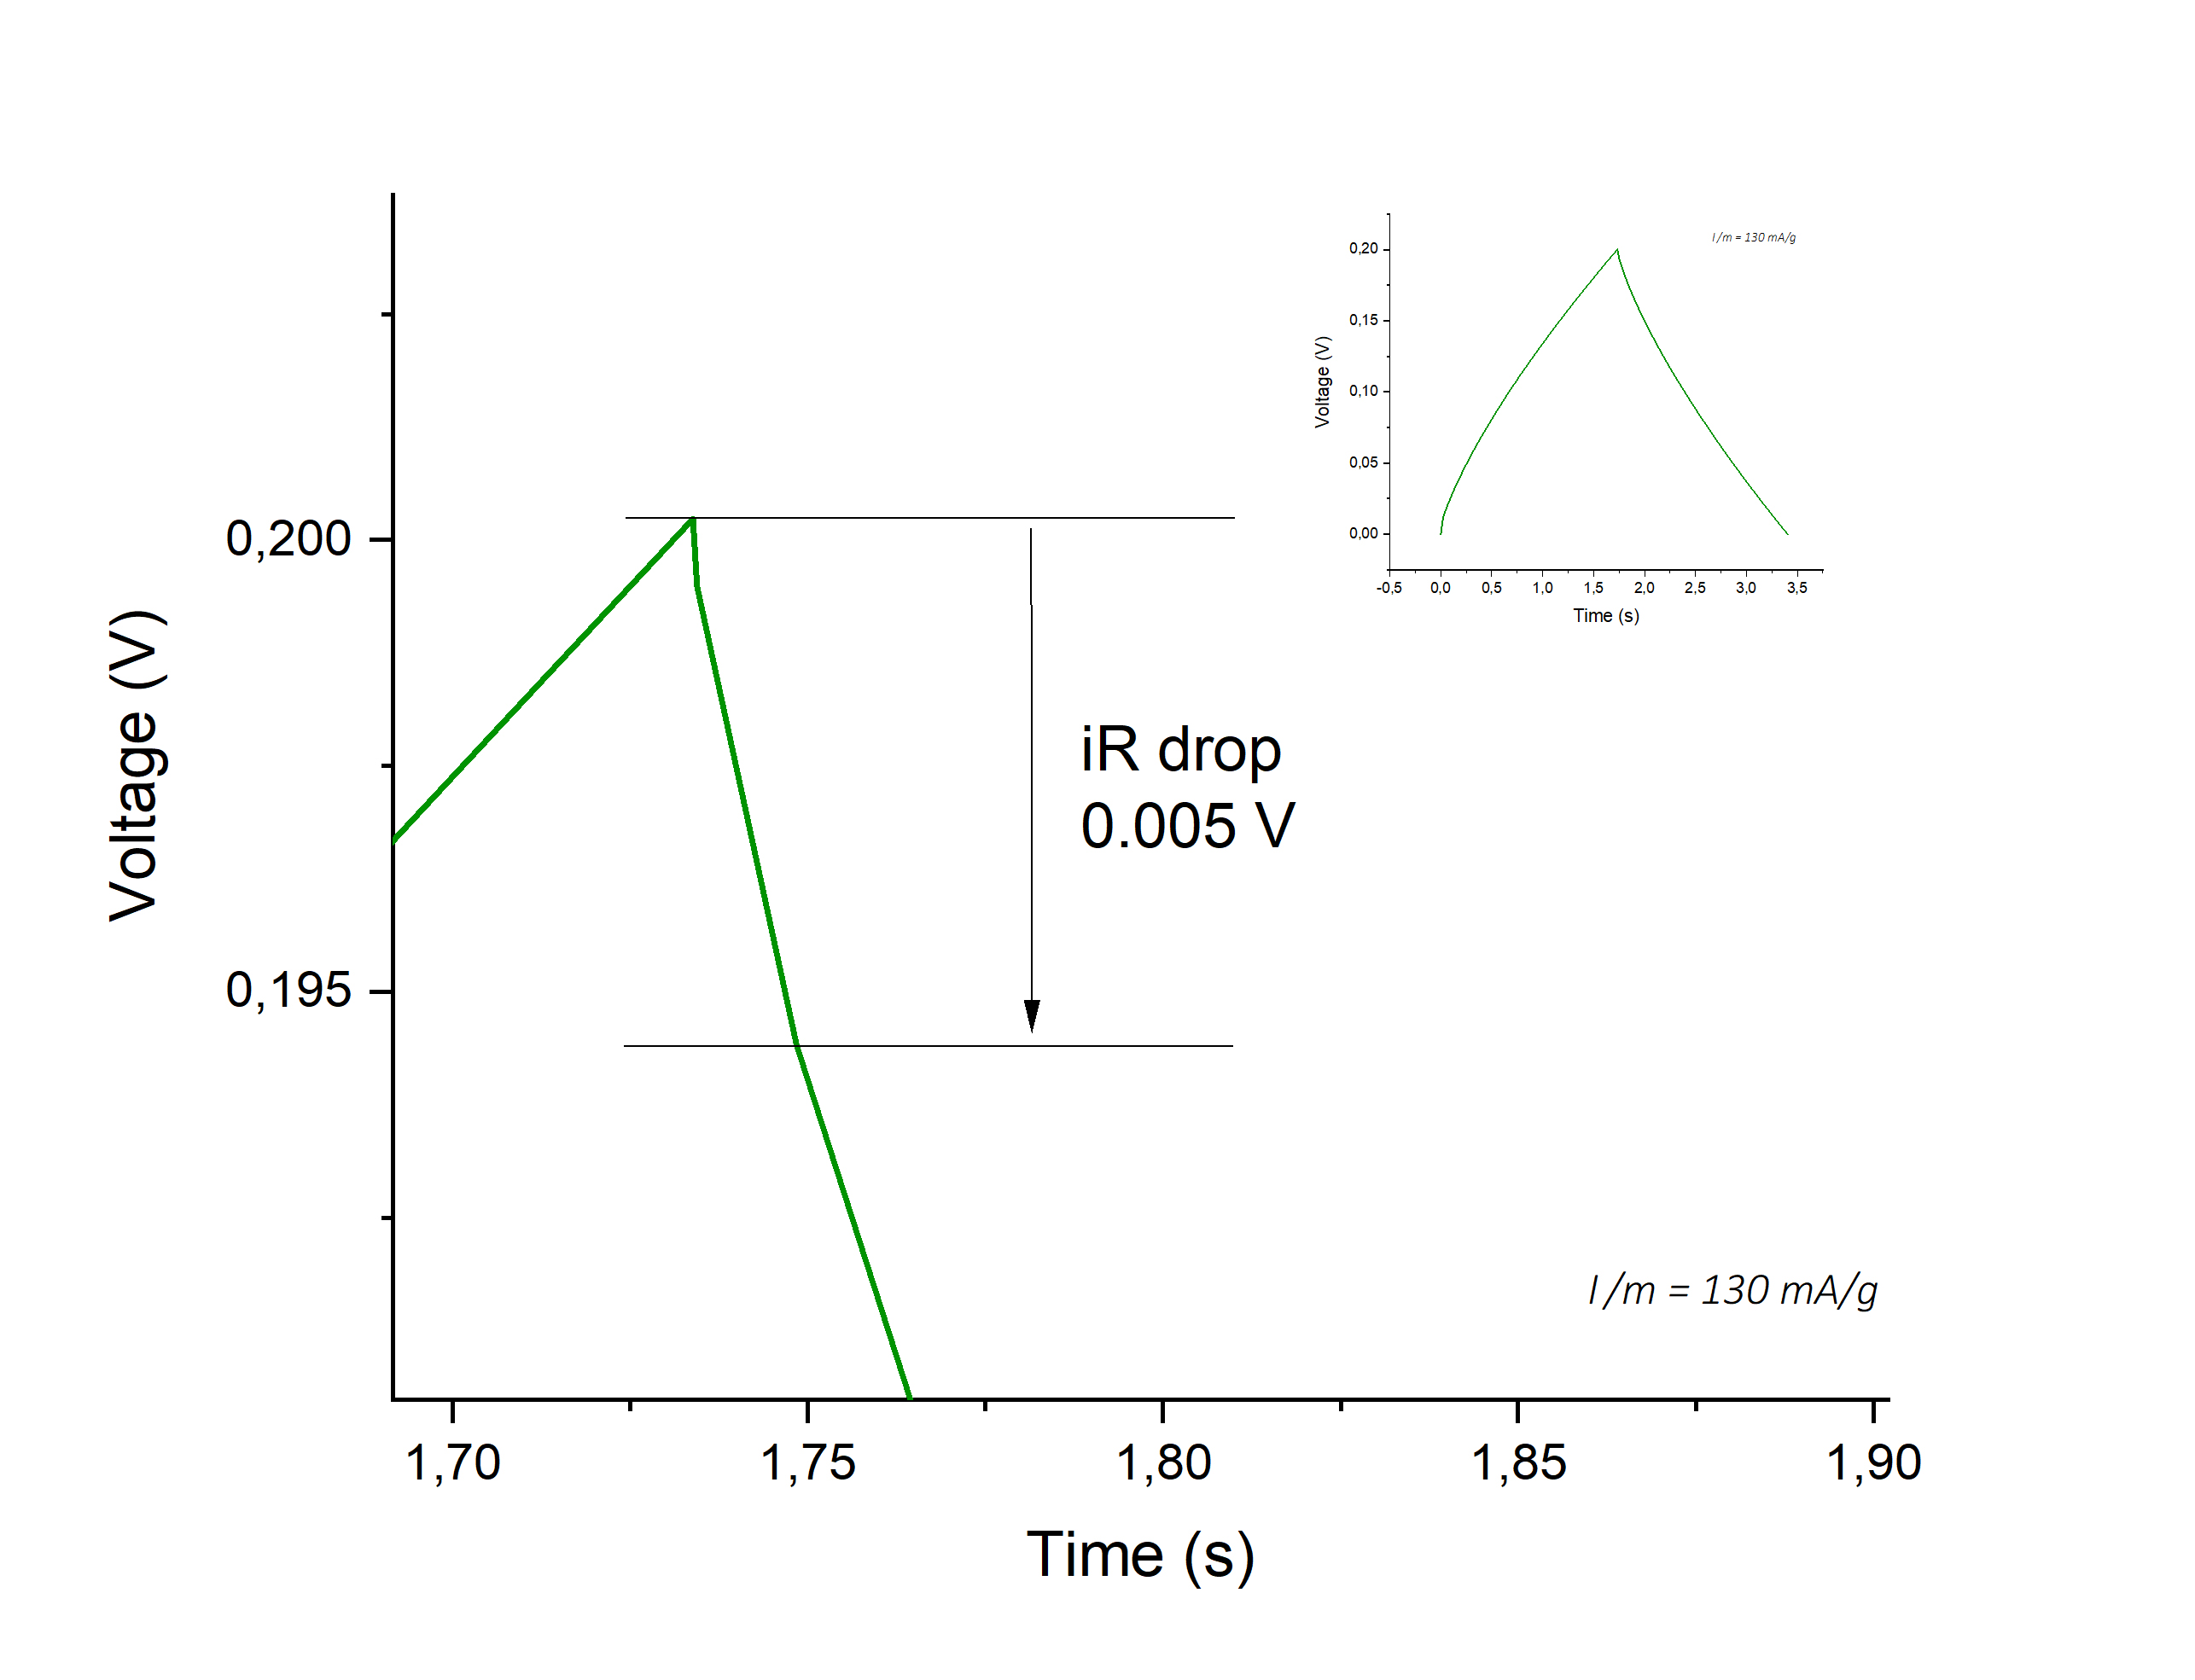 0,200
0,195
Voltage (V)
1,70 1,75 1,80 1,85 1,90
Time (s)
iR drop
0.005 V
I /m = 130 mA/g
0,20
0,15
0,10
0,05
0,00
Voltage (V)
-0,5 0,0 0,5 1,0 1,5 2,0 2,5 3,0 3,5
Time (s)
I /m = 130 mA/g